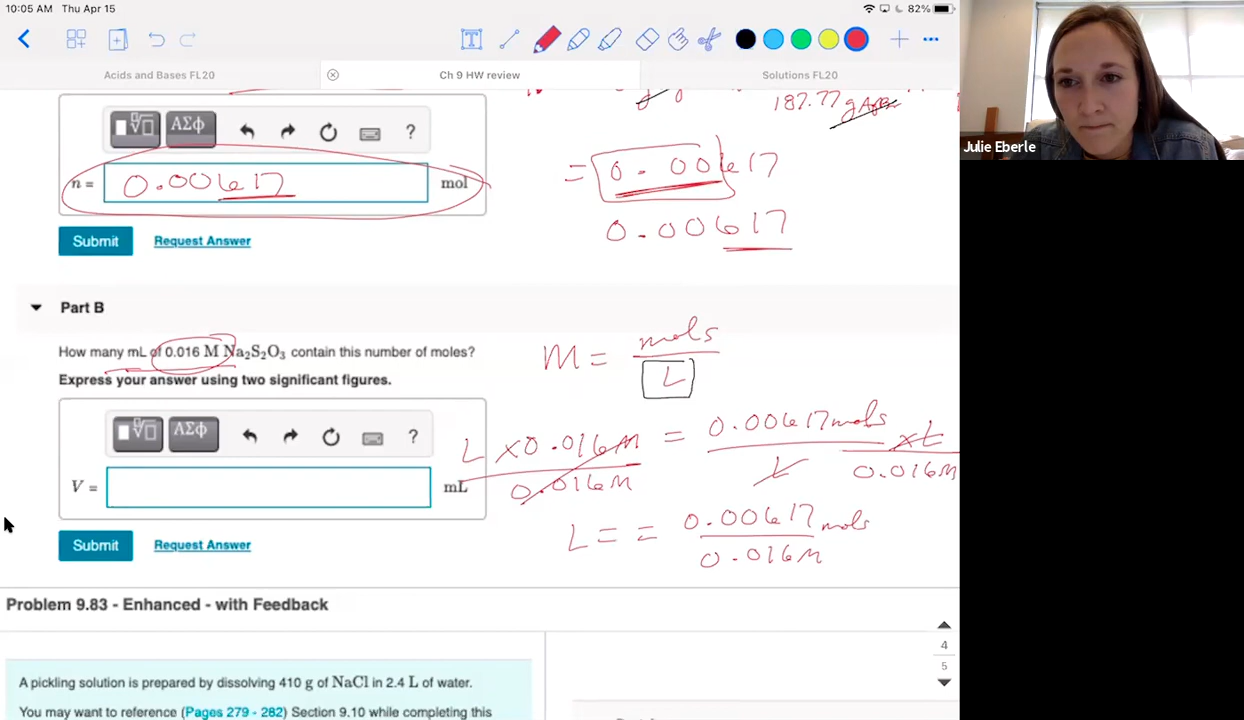 10:05 AM Thu Apr 15
82%
Acids and Bases FL20
Ch 9 HW review
Solutions FL20
ΑΣφ
?
n =
0.00617
mol
Submit
Request Answer
187.77
= 0.00617
0.00617
Julie Eberle
Part B
How many mL of 0.016 M Na₂S₂O₃ contain this number of moles?
Express your answer using two significant figures.
ΑΣφ
?
V =
mL
Submit
Request Answer
M = mols
L
L x 0.016M = 0.00617mols x L
0.016M L 0.016M
L = = 0.00617 mols
0.016M
Problem 9.83 - Enhanced - with Feedback
4
5
A pickling solution is prepared by dissolving 410 g of NaCl in 2.4 L of water.
You may want to reference (Pages 279 - 282) Section 9.10 while completing this